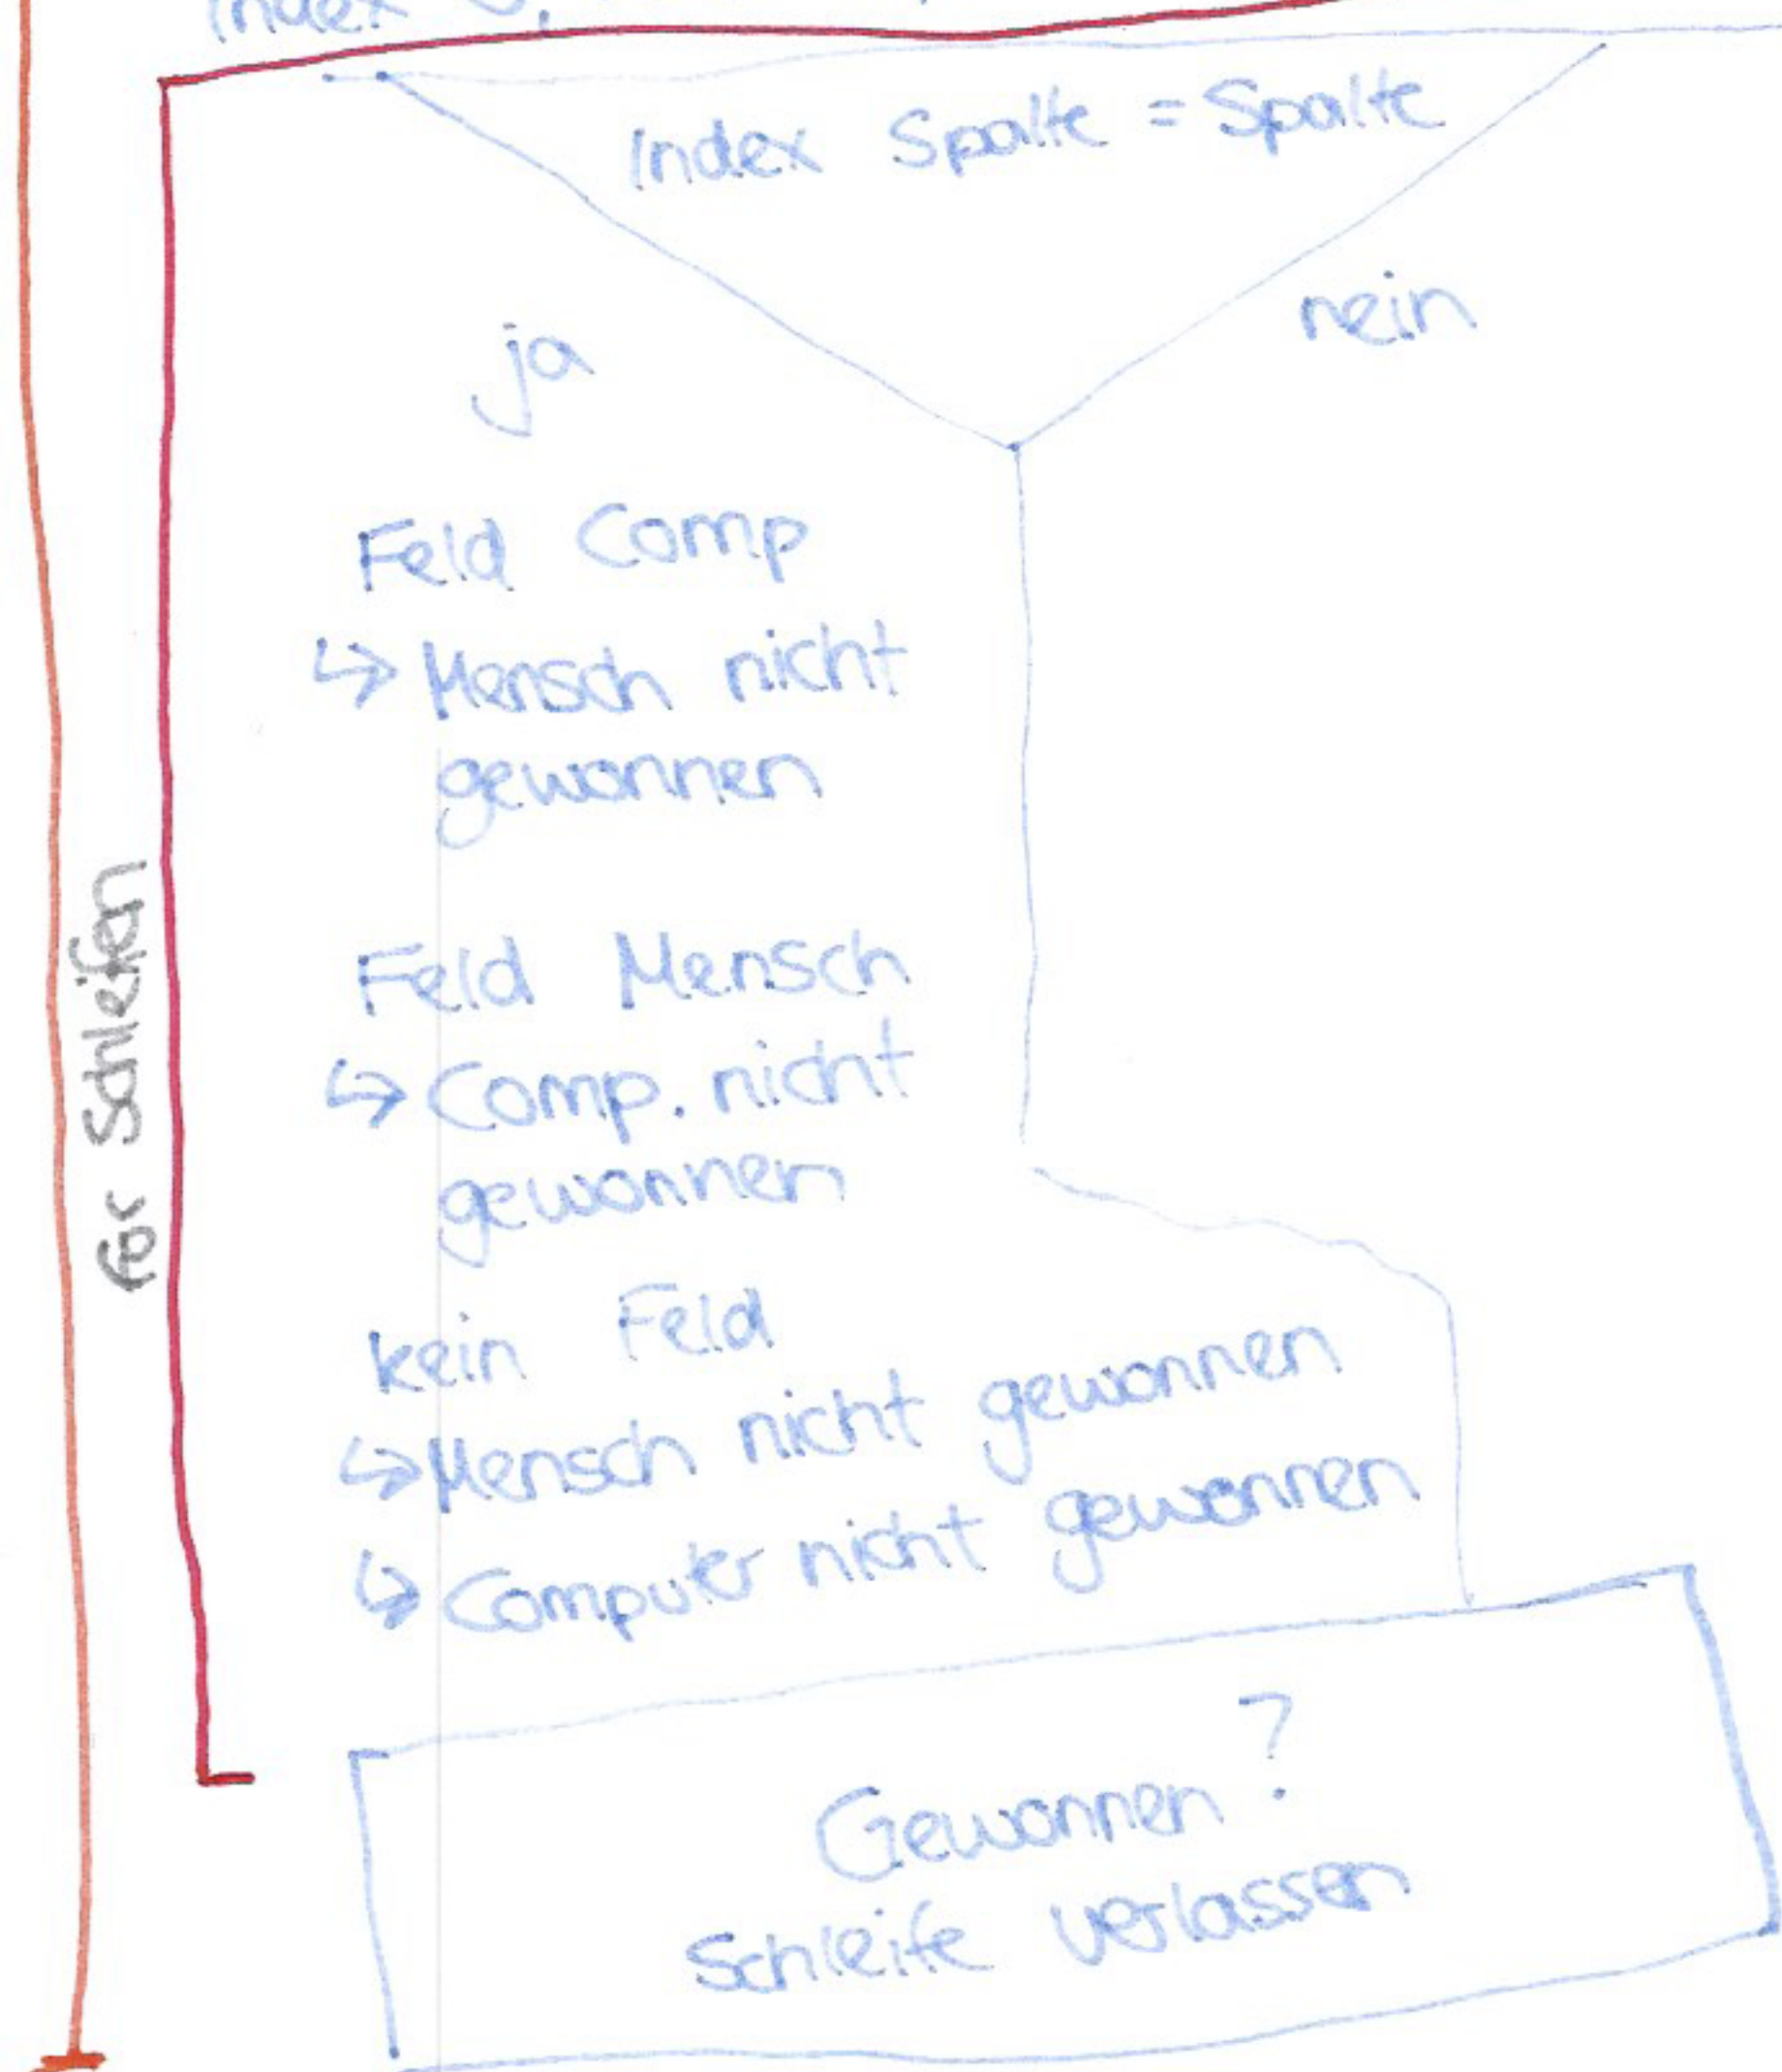 Index
Index Spalte = Spalte
ja
nein
Feld Comp
↳ Mensch nicht
gewonnen
Feld Mensch
↳ Comp. nicht
gewonnen
kein Feld
↳ Mensch nicht gewonnen
↳ Computer nicht gewonnen
for Schleifen
Gewonnen?
Schleife verlassen